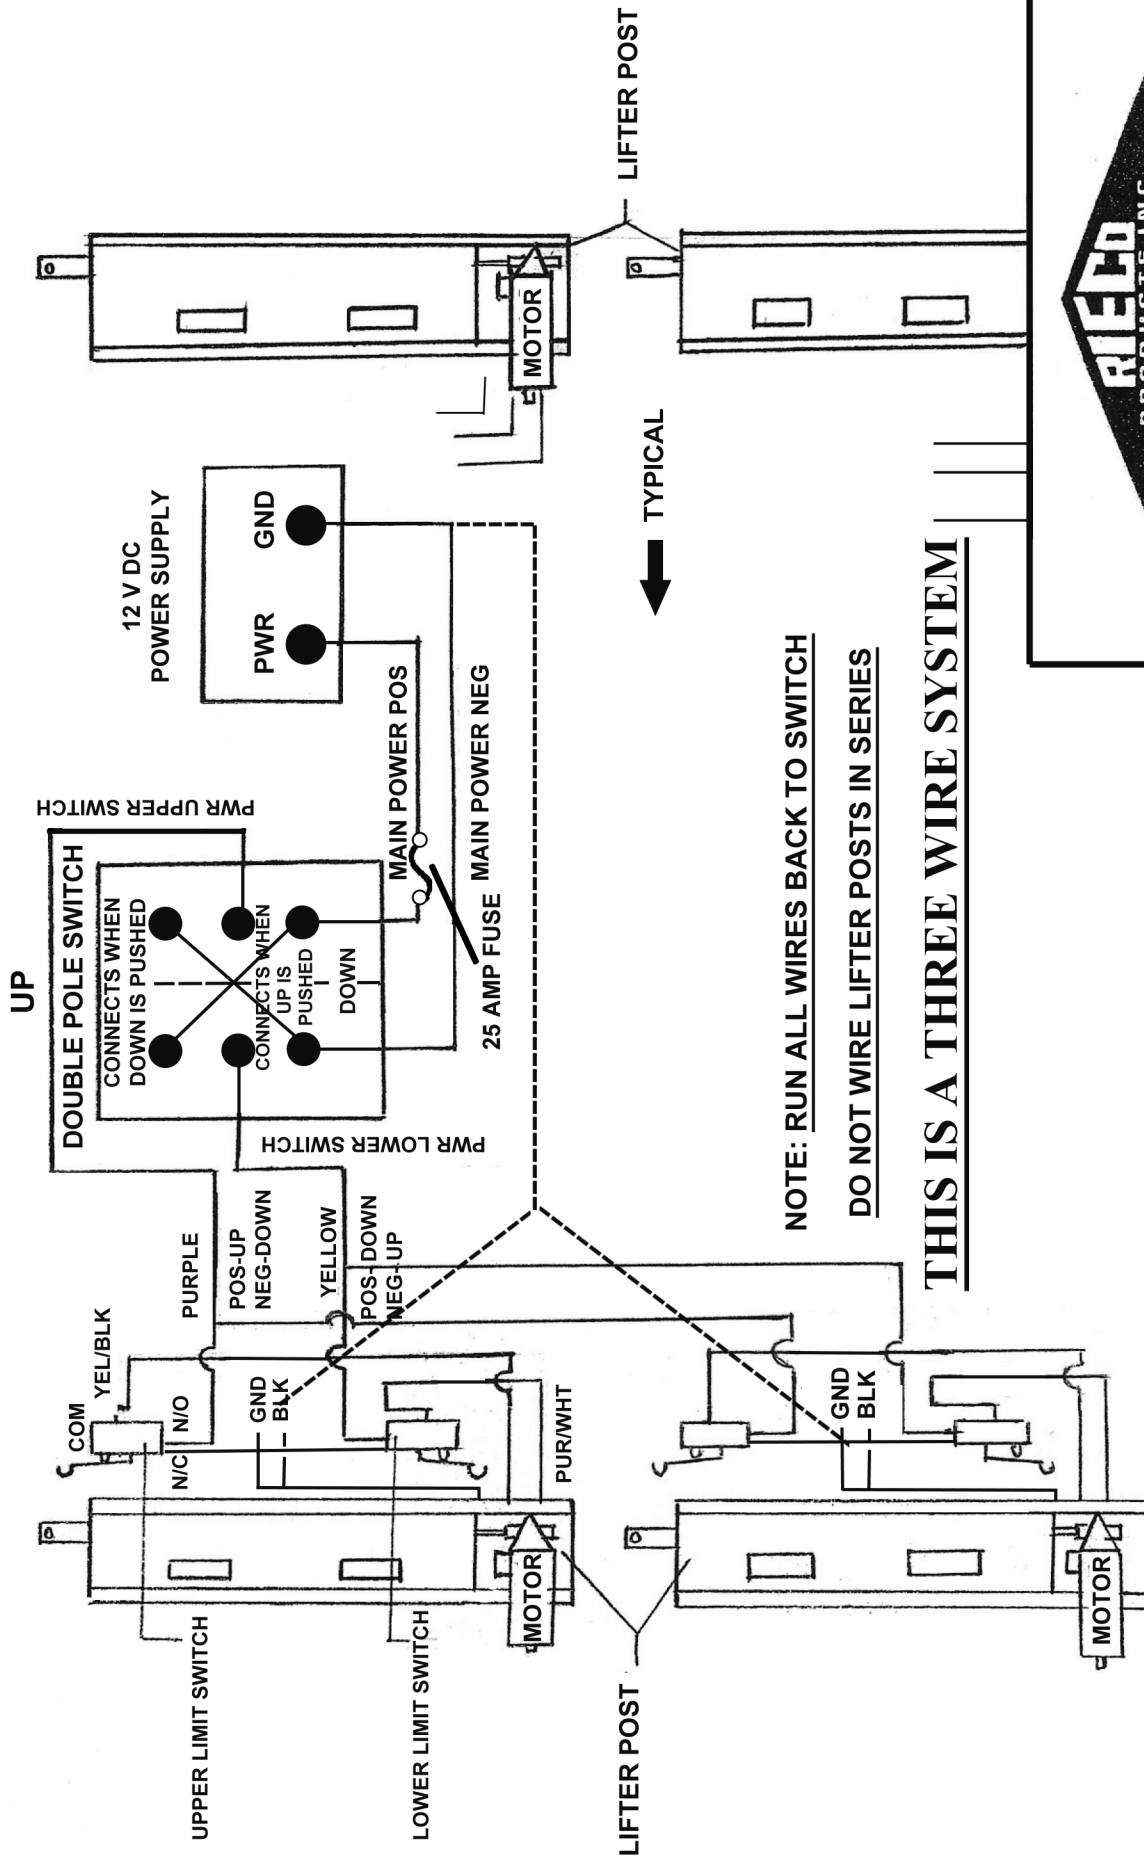 UP
DOUBLE POLE SWITCH
CONNECTS WHEN
DOWN IS PUSHED
CONNECTS WHEN
UP IS
PUSHED
DOWN
PWR UPPER SWITCH
PWR LOWER SWITCH
12 V DC
POWER SUPPLY
PWR
GND
MAIN POWER POS
MAIN POWER NEG
25 AMP FUSE
PURPLE
POS-UP
NEG-DOWN
YELLOW
POS- DOWN
NEG- UP
YEL/BLK
COM
N/O
N/C
GND
BLK
PUR/WHT
UPPER LIMIT SWITCH
LOWER LIMIT SWITCH
MOTOR
MOTOR
LIFTER POST
LIFTER POST
TYPICAL
GND
BLK
MOTOR
NOTE: RUN ALL WIRES BACK TO SWITCH
DO NOT WIRE LIFTER POSTS IN SERIES
THIS IS A THREE WIRE SYSTEM
RIECO